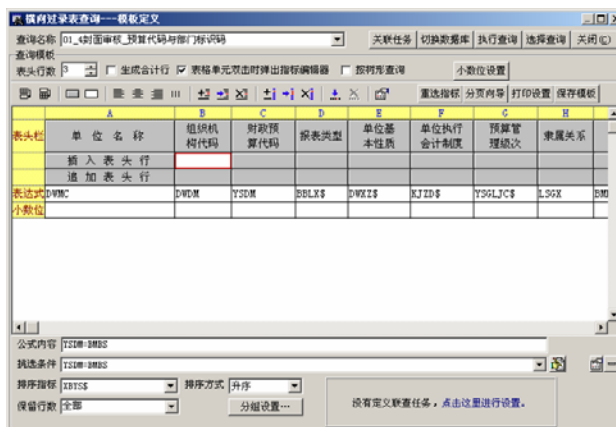 横向过录表查询---模板定义
查询名称 01_4封面审核_预算代码与部门标识码 关联任务 切换数据库 执行查询 选择查询 关闭(C)
查询模板
表头行数 3 生成合计行 表格单元双击时弹出指标编辑器 按树形查询 小数位设置
重选指标 分页向导 打印设置 保存模板
A B C D E F G H
表头栏 单位名称 组织机构代码 财政预算代码 报表类型 单位基本性质 单位执行会计制度 预算管理级次 隶属关系
插入表头行
追加表头行
表达式 DWMC DWDM YSDM BBLX$ DWXZ$ KJZD$ YSGLJC$ LSGX
小数位
公式内容 YSDM=BMBS
挑选条件 YSDM=BMBS
排序指标 XBYS$ 排序方式 升序
保留行数 全部 分组设置… 没有定义联查任务，点击这里进行设置.